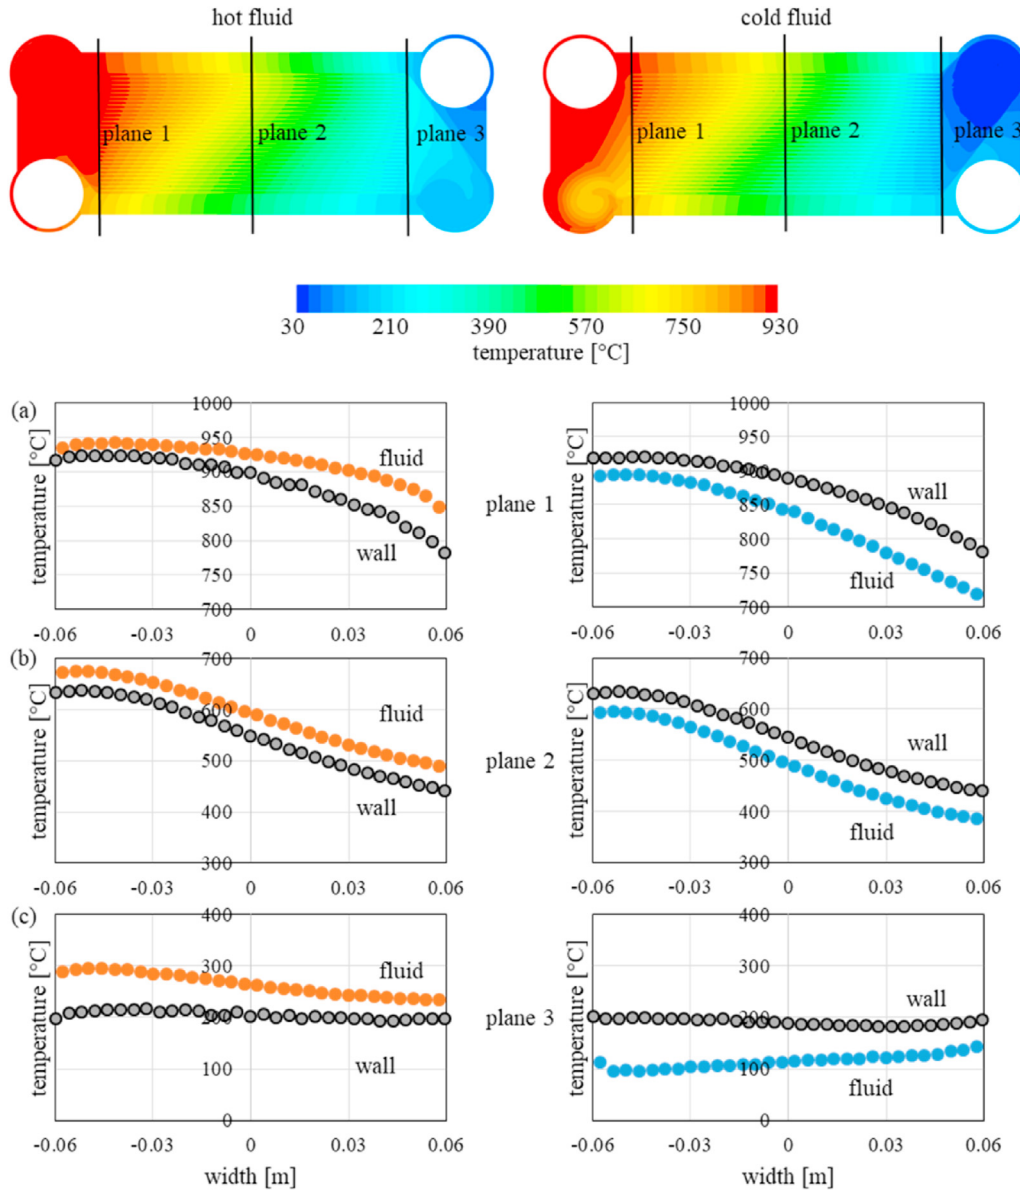 hot fluid cold fluid
plane 1 plane 2 plane 3 plane 1 plane 2 plane 3
30 210 390 570 750 930
temperature [°C]
(a)
temperature [°C]
1000
950
900
850
800
750
700
fluid
wall
-0.06 -0.03 0 0.03 0.06
plane 1
temperature [°C]
1000
950
900
850
800
750
700
wall
fluid
-0.06 -0.03 0 0.03 0.06
(b)
temperature [°C]
700
600
500
400
300
fluid
wall
-0.06 -0.03 0 0.03 0.06
plane 2
temperature [°C]
700
600
500
400
300
wall
fluid
-0.06 -0.03 0 0.03 0.06
(c)
temperature [°C]
400
300
200
100
0
fluid
wall
-0.06 -0.03 0 0.03 0.06
width [m]
plane 3
temperature [°C]
400
300
200
100
0
wall
fluid
-0.06 -0.03 0 0.03 0.06
width [m]